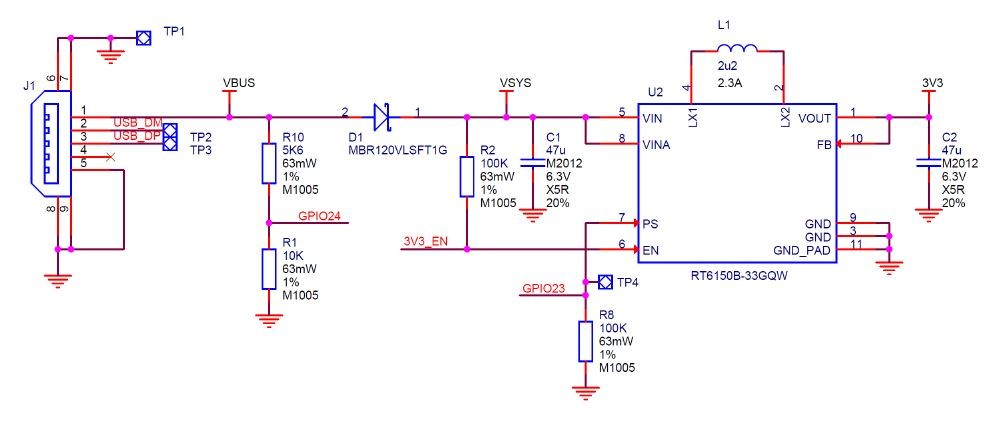 L1
2u2
2.3A
4
LX1
2
LX2
TP1
6
7
J1
1
2
3
4
5
8
9
USB_DM
USB_DP
TP2
TP3
VBUS
R10
5K6
63mW
1%
M1005
GPIO24
R1
10K
63mW
1%
M1005
2
1
D1
MBR120VLSFT1G
VSYS
R2
100K
63mW
1%
M1005
C1
47u
M2012
6.3V
X5R
20%
3V3_EN
GPIO23
TP4
R8
100K
63mW
1%
M1005
U2
5
VIN
8
VINA
7
PS
6
EN
VOUT
1
FB
10
GND
9
GND
3
GND_PAD
11
RT6150B-33GQW
3V3
C2
47u
M2012
6.3V
X5R
20%